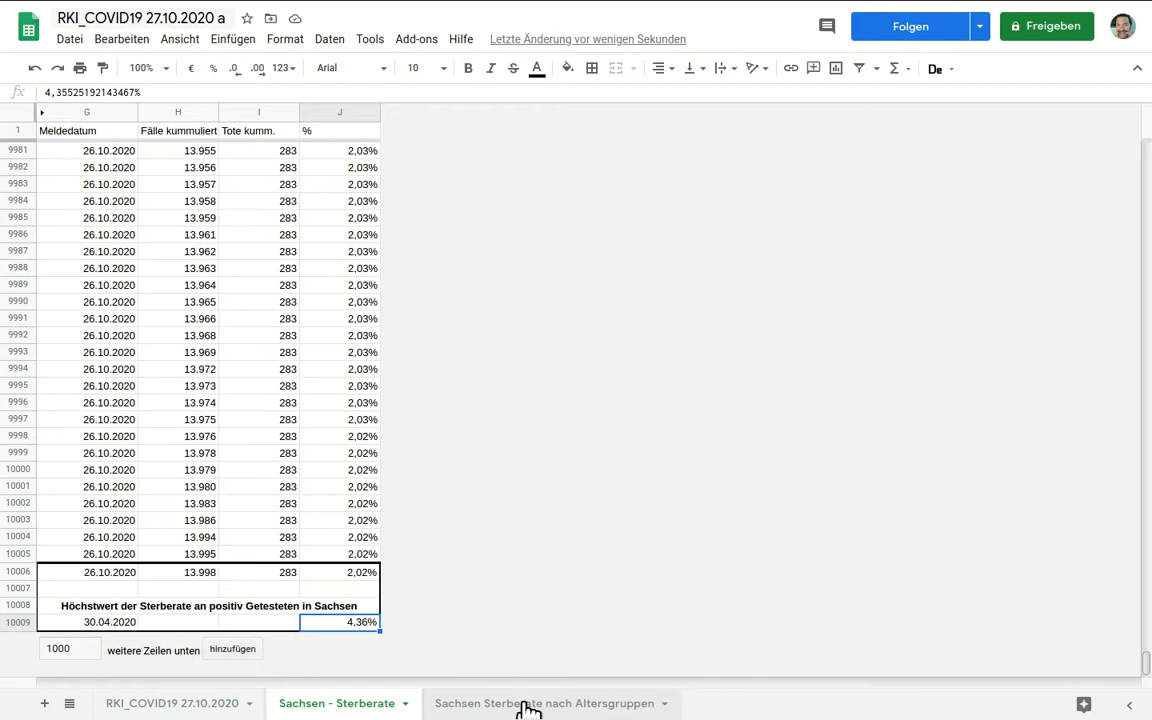 RKI_COVID19 27.10.2020 a
Datei Bearbeiten Ansicht Einfügen Format Daten Tools Add-ons Hilfe Letzte Änderung vor wenigen Sekunden
Folgen
Freigeben
100% € % .0 .00 123 Arial 10 B I S A Σ De
fx 4,35525192143467%
G H I J
1 Meldedatum Fälle kummuliert Tote kumm. %
9981 26.10.2020 13.955 283 2,03%
9982 26.10.2020 13.956 283 2,03%
9983 26.10.2020 13.957 283 2,03%
9984 26.10.2020 13.958 283 2,03%
9985 26.10.2020 13.959 283 2,03%
9986 26.10.2020 13.961 283 2,03%
9987 26.10.2020 13.962 283 2,03%
9988 26.10.2020 13.963 283 2,03%
9989 26.10.2020 13.964 283 2,03%
9990 26.10.2020 13.965 283 2,03%
9991 26.10.2020 13.966 283 2,03%
9992 26.10.2020 13.968 283 2,03%
9993 26.10.2020 13.969 283 2,03%
9994 26.10.2020 13.972 283 2,03%
9995 26.10.2020 13.973 283 2,03%
9996 26.10.2020 13.974 283 2,03%
9997 26.10.2020 13.975 283 2,03%
9998 26.10.2020 13.976 283 2,02%
9999 26.10.2020 13.978 283 2,02%
10000 26.10.2020 13.979 283 2,02%
10001 26.10.2020 13.980 283 2,02%
10002 26.10.2020 13.983 283 2,02%
10003 26.10.2020 13.986 283 2,02%
10004 26.10.2020 13.994 283 2,02%
10005 26.10.2020 13.995 283 2,02%
10006 26.10.2020 13.998 283 2,02%
10007
10008 Höchstwert der Sterberate an positiv Getesteten in Sachsen
10009 30.04.2020 4,36%
1000 weitere Zeilen unten hinzufügen
RKI_COVID19 27.10.2020 Sachsen - Sterberate Sachsen Sterberate nach Altersgruppen